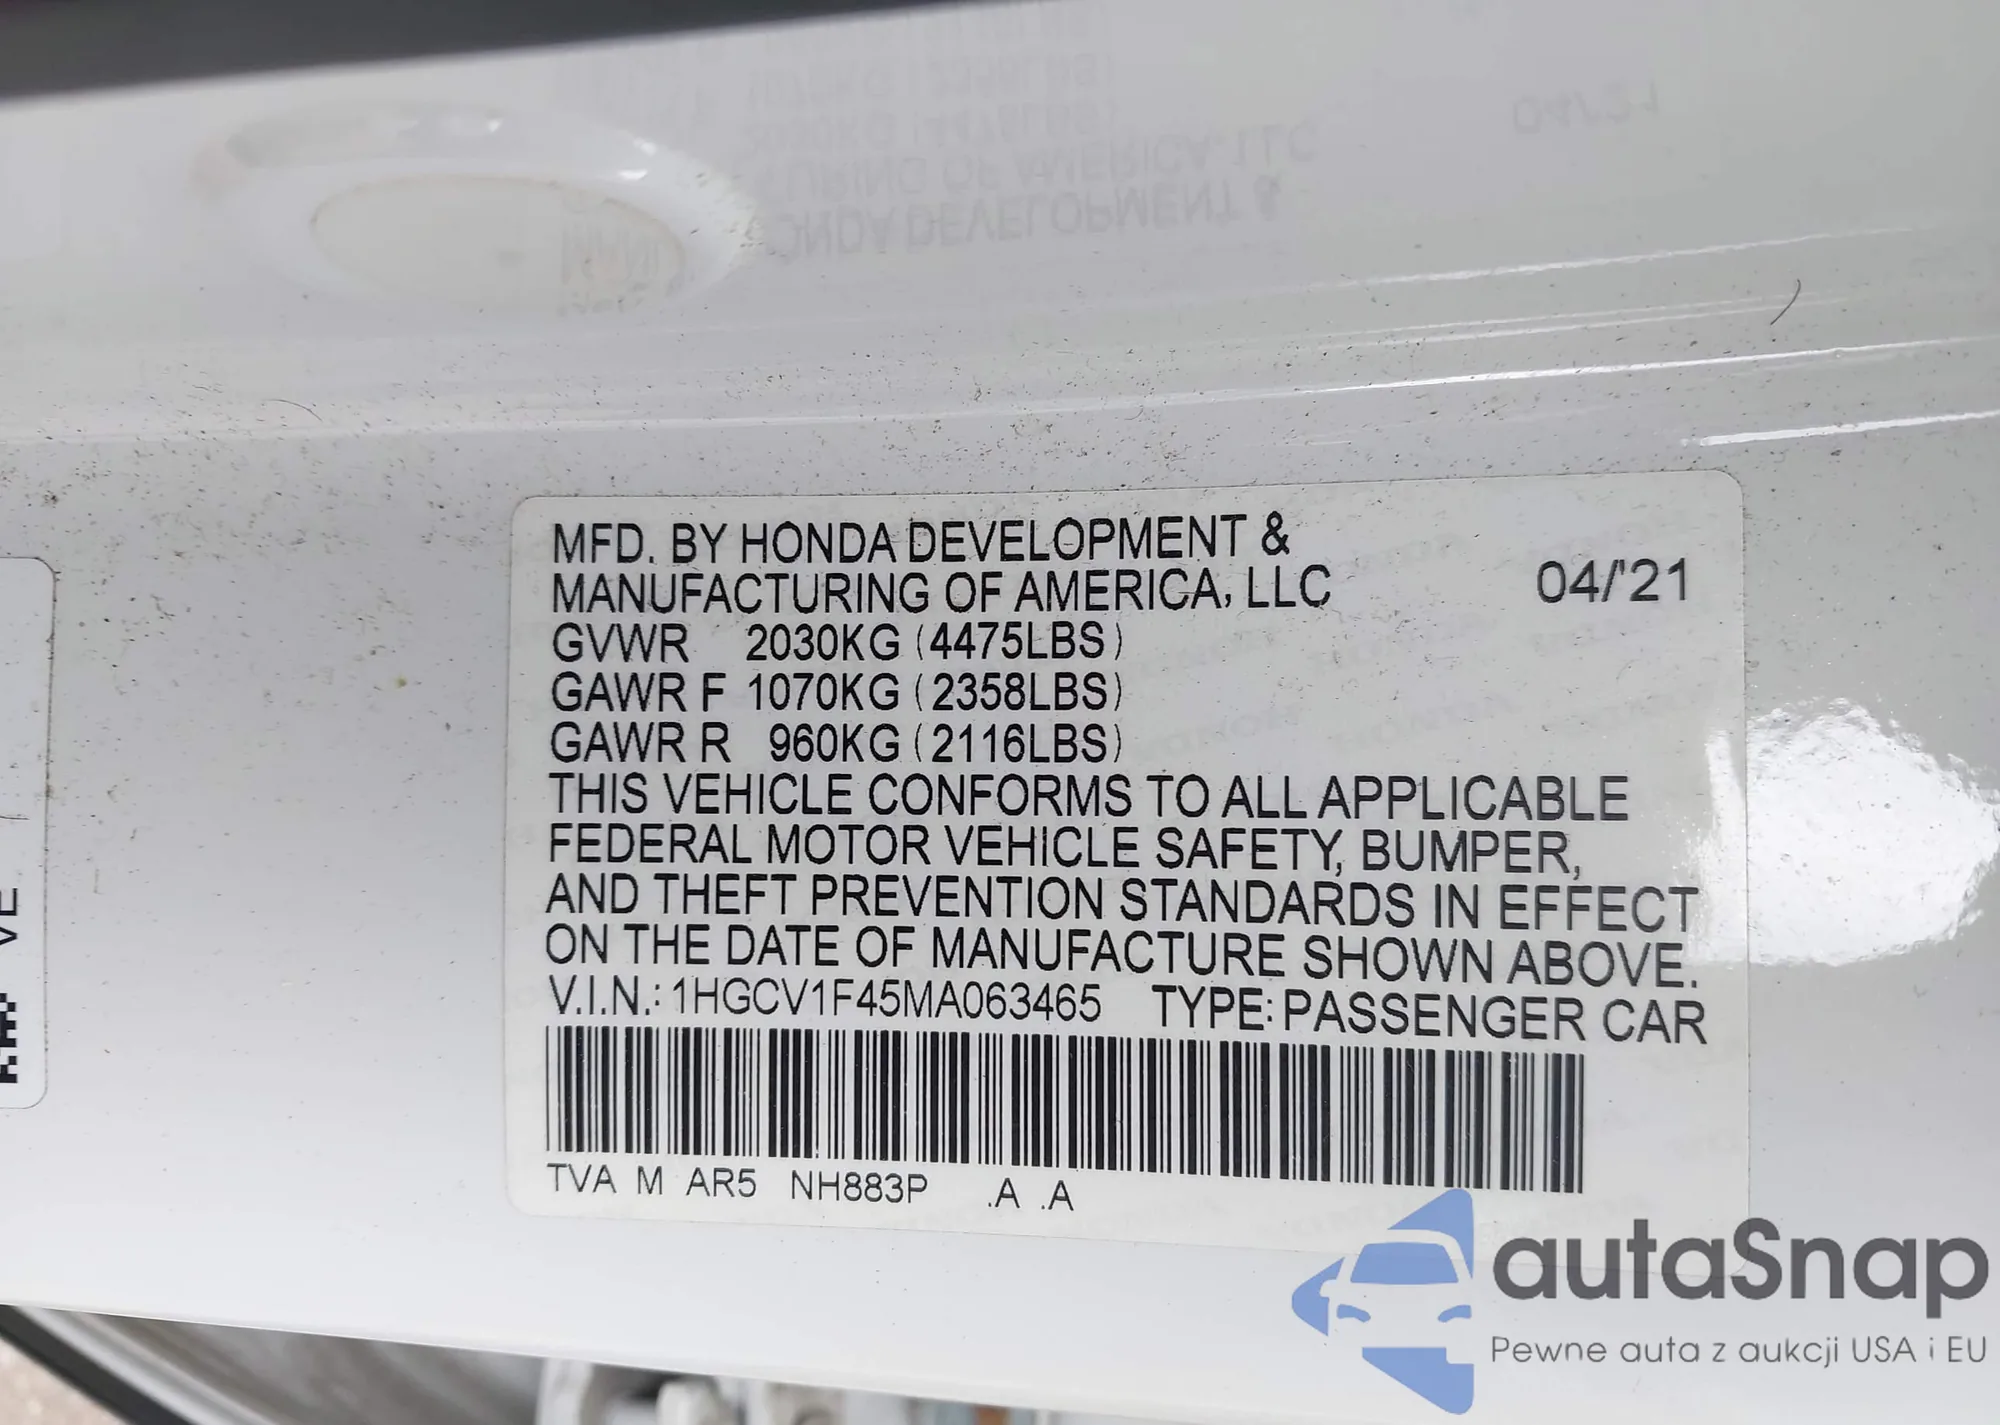 MFD. BY HONDA DEVELOPMENT &
MANUFACTURING OF AMERICA, LLC 04/'21
GVWR 2030KG (4475LBS)
GAWR F 1070KG (2358LBS)
GAWR R 960KG (2116LBS)
THIS VEHICLE CONFORMS TO ALL APPLICABLE
FEDERAL MOTOR VEHICLE SAFETY, BUMPER,
AND THEFT PREVENTION STANDARDS IN EFFECT
ON THE DATE OF MANUFACTURE SHOWN ABOVE.
V.I.N.: 1HGCV1F45MA063465 TYPE: PASSENGER CAR
TVA M AR5 NH883P .A .A
VE
autaSnap
Pewne auta z aukcji USA i EU